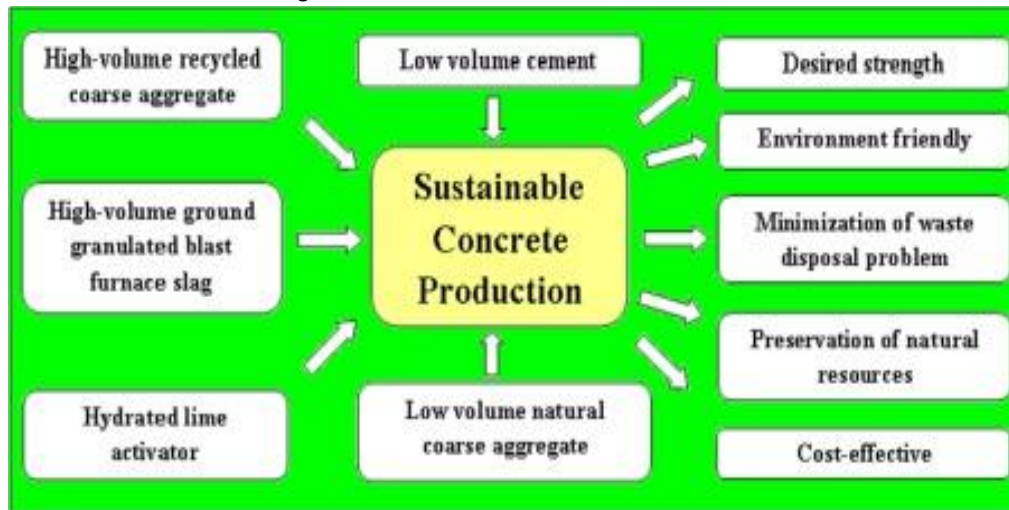 High-volume recycled
coarse aggregate
Low volume cement
Desired strength
Environment friendly
High-volume ground
granulated blast
furnace slag
Sustainable
Concrete
Production
Minimization of waste
disposal problem
Preservation of natural
resources
Hydrated lime
activator
Low volume natural
coarse aggregate
Cost-effective